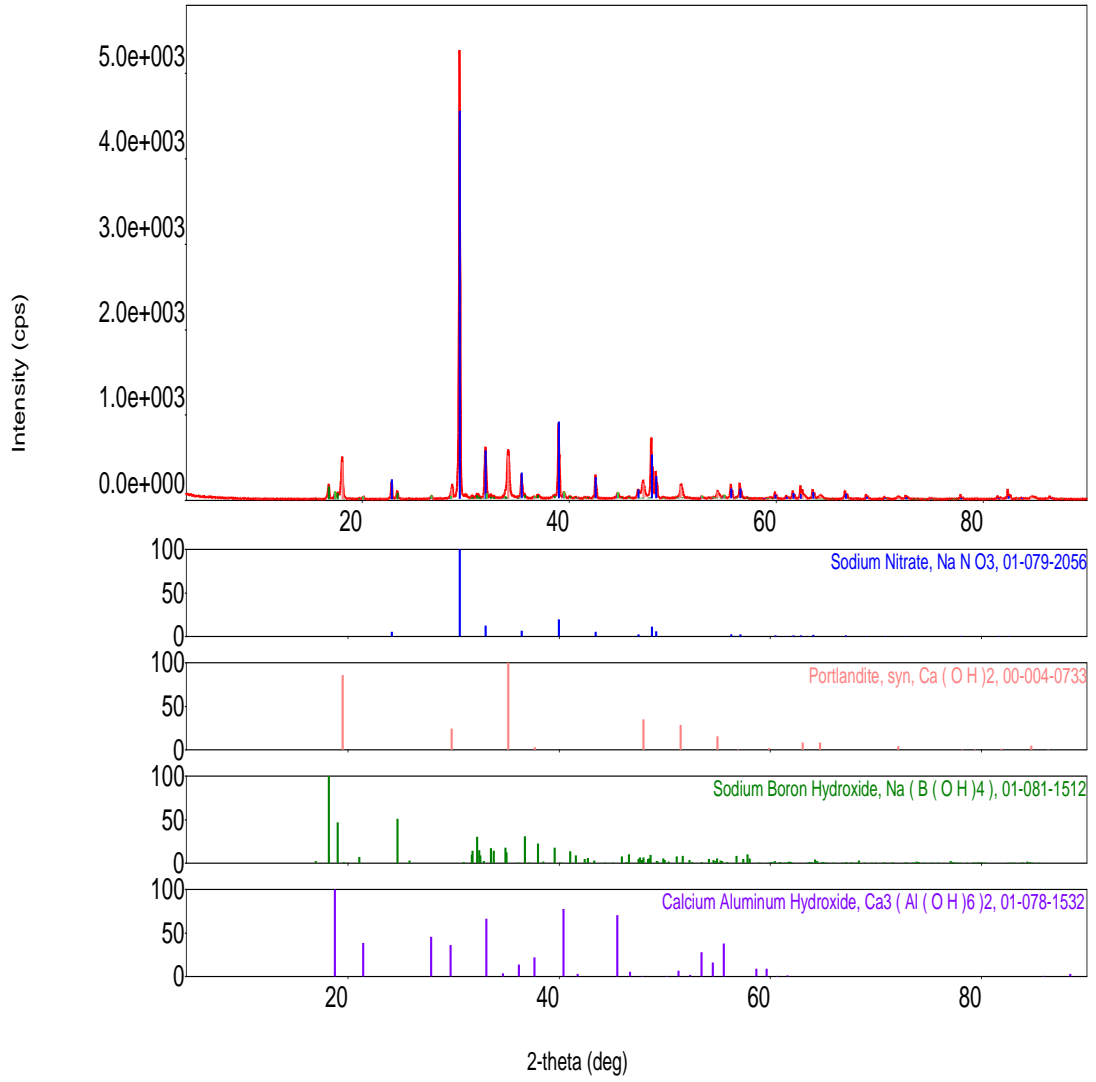 Intensity (cps)
5.0e+003
4.0e+003
3.0e+003
2.0e+003
1.0e+003
0.0e+000
20 40 60 80
100 Sodium Nitrate, Na N O3, 01-079-2056
50
0
100 Portlandite, syn, Ca ( O H )2, 00-004-0733
50
0
100 Sodium Boron Hydroxide, Na ( B ( O H )4 ), 01-081-1512
50
0
100 Calcium Aluminum Hydroxide, Ca3 ( Al ( O H )6 )2, 01-078-1532
50
0
20 40 60 80
2-theta (deg)